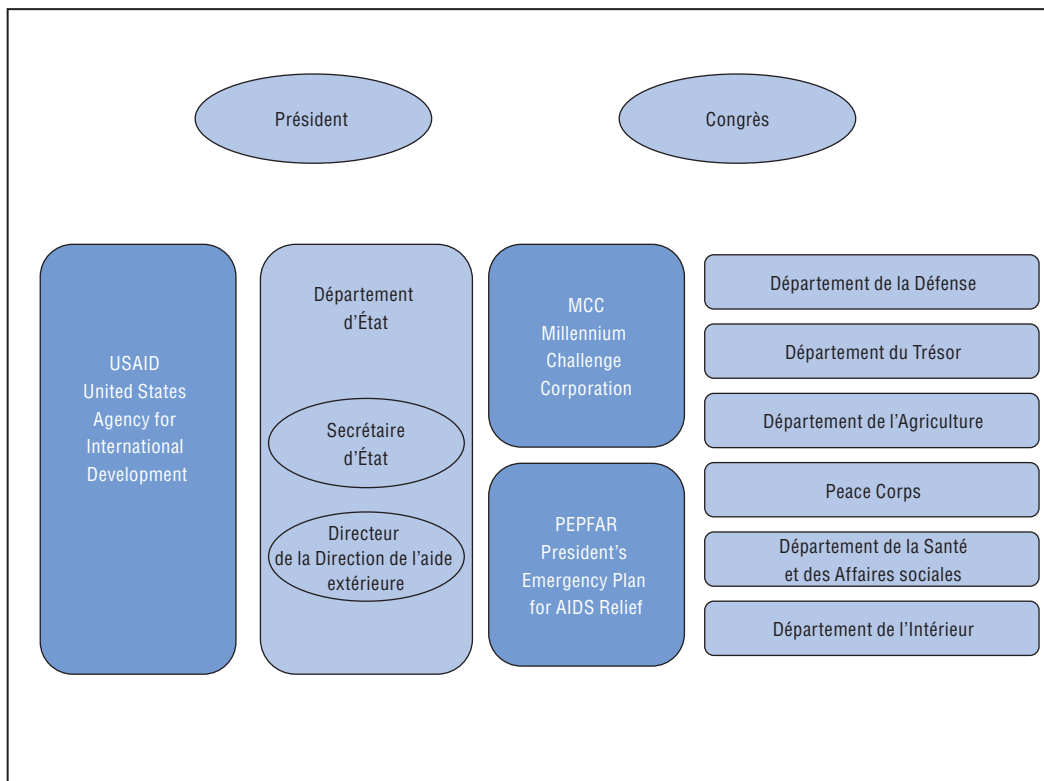 Président
Congrès
USAID
United States
Agency for
International
Development
Département
d'État
Secrétaire
d'État
Directeur
de la Direction de l'aide
extérieure
MCC
Millennium
Challenge
Corporation
PEPFAR
President's
Emergency Plan
for AIDS Relief
Département de la Défense
Département du Trésor
Département de l'Agriculture
Peace Corps
Département de la Santé
et des Affaires sociales
Département de l'Intérieur